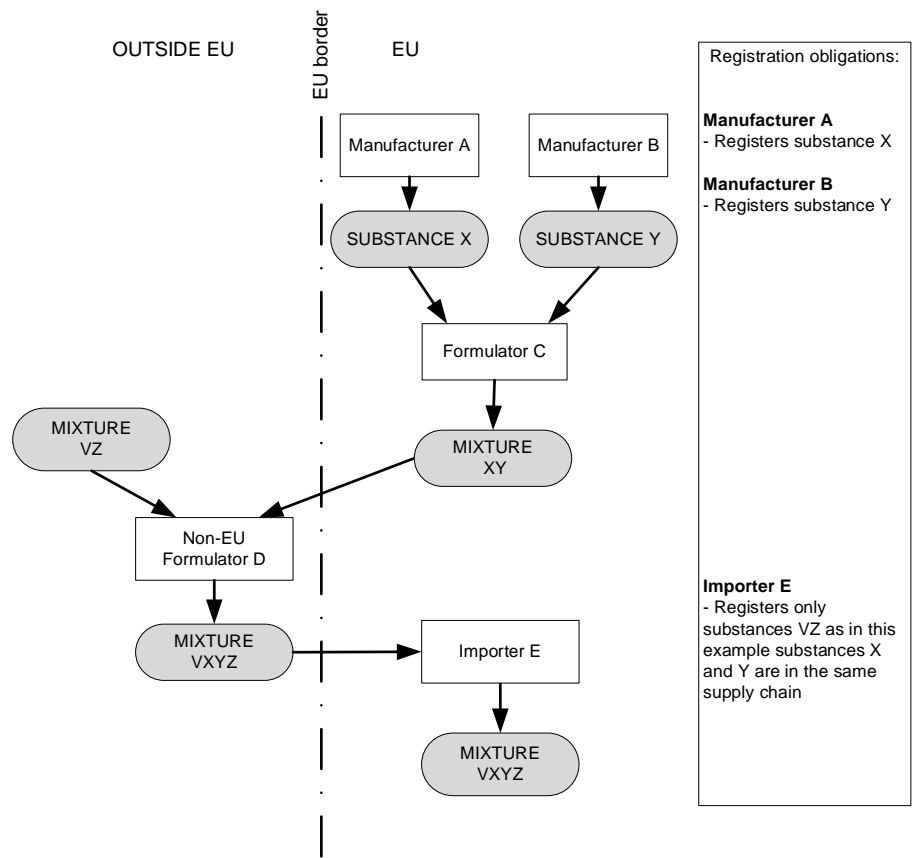 OUTSIDE EU
EU border
EU
Manufacturer A
Manufacturer B
SUBSTANCE X
SUBSTANCE Y
Formulator C
MIXTURE
VZ
MIXTURE
XY
Non-EU
Formulator D
MIXTURE
VXYZ
Importer E
MIXTURE
VXYZ
Registration obligations:
Manufacturer A
- Registers substance X
Manufacturer B
- Registers substance Y
Importer E
- Registers only
substances VZ as in this
example substances X
and Y are in the same
supply chain